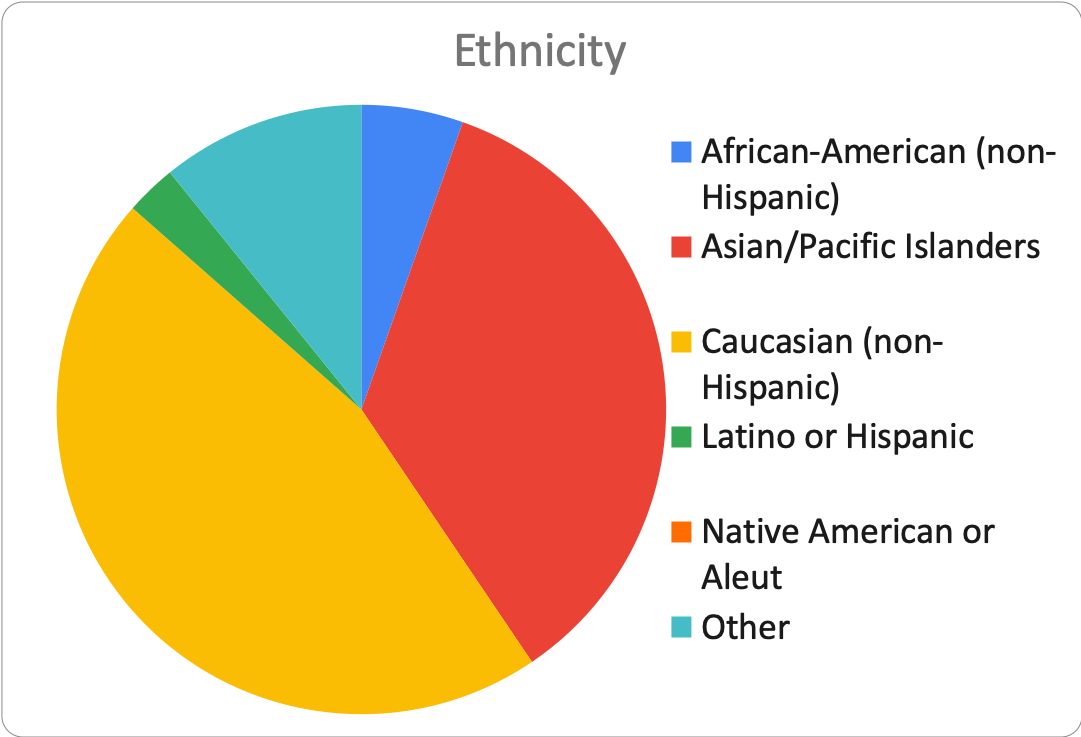 Ethnicity
African-American (non-
Hispanic)
Asian/Pacific Islanders
Caucasian (non-
Hispanic)
Latino or Hispanic
Native American or
Aleut
Other